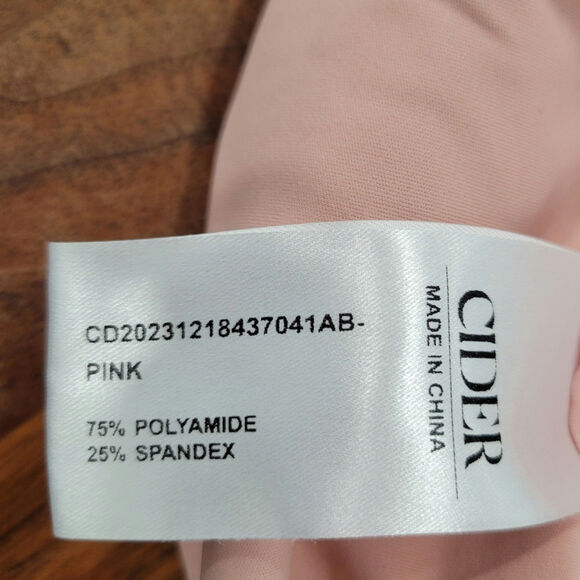 CD20231218437041AB-
PINK
75% POLYAMIDE
25% SPANDEX
CIDER
MADE IN CHINA